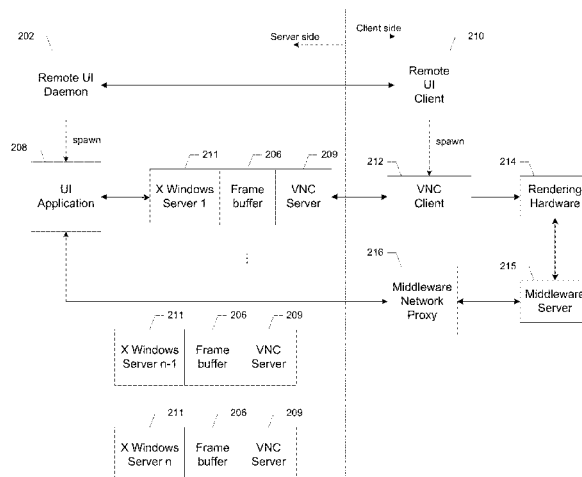 Server side
Client side
202
210
Remote UI
Daemon
Remote
UI
Client
spawn
spawn
208
211
206
209
212
214
UI
Application
X Windows
Server 1
Frame
buffer
VNC
Server
VNC
Client
Rendering
Hardware
216
215
Middleware
Network
Proxy
Middleware
Server
211
206
209
X Windows
Server n-1
Frame
buffer
VNC
Server
211
206
209
X Windows
Server n
Frame
buffer
VNC
Server